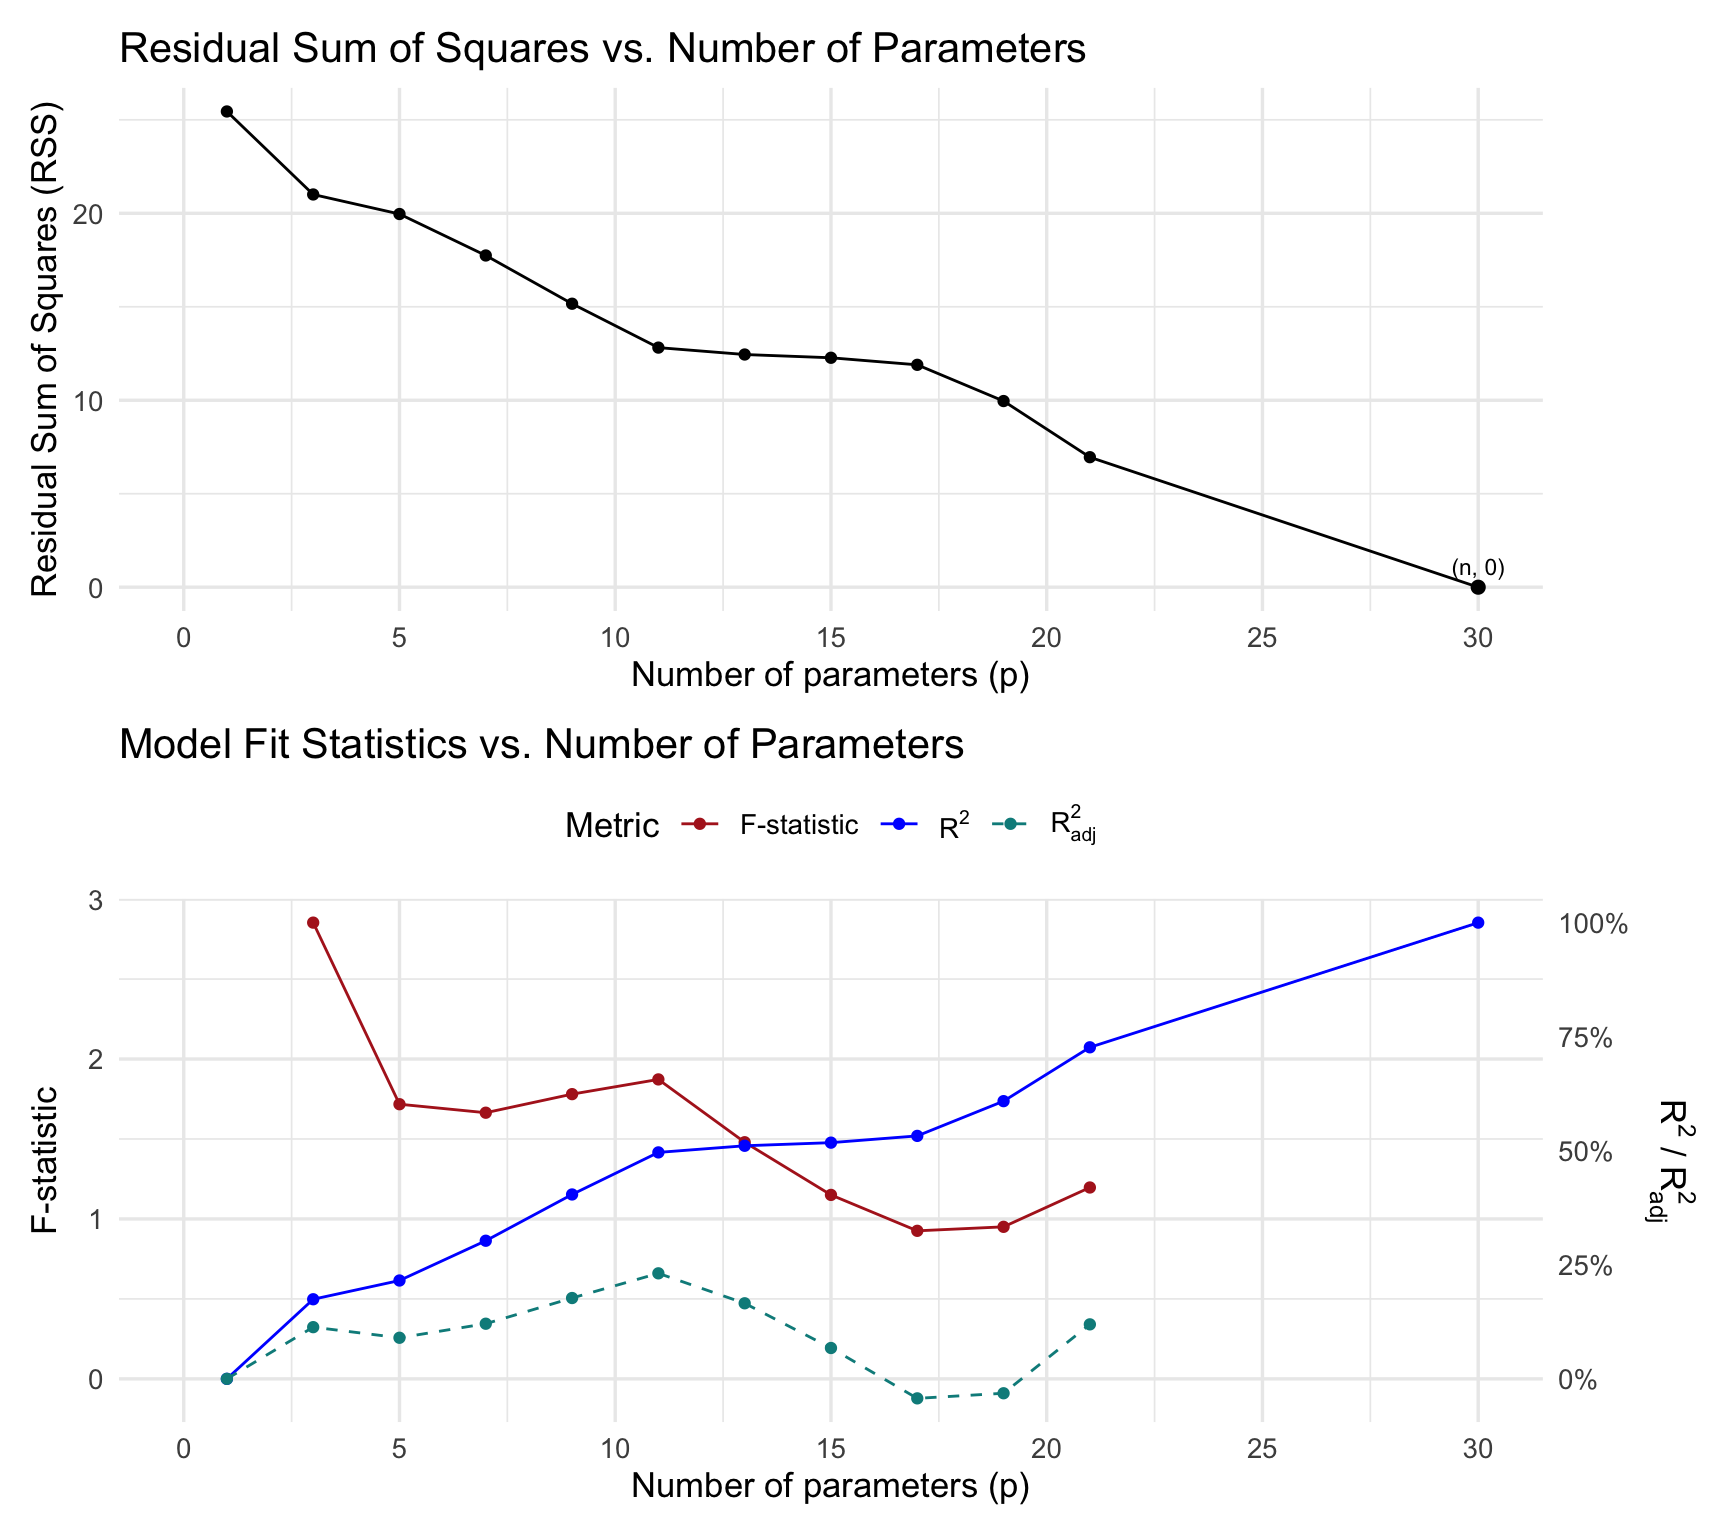 Residual Sum of Squares vs. Number of Parameters
Residual Sum of Squares (RSS)
20
10
0
(n, 0)
0 5 10 15 20 25 30
Number of parameters (p)
Model Fit Statistics vs. Number of Parameters
Metric F-statistic R² R²adj
F-statistic
3
2
1
0
100%
75%
50%
25%
0%
R² / R²adj
0 5 10 15 20 25 30
Number of parameters (p)